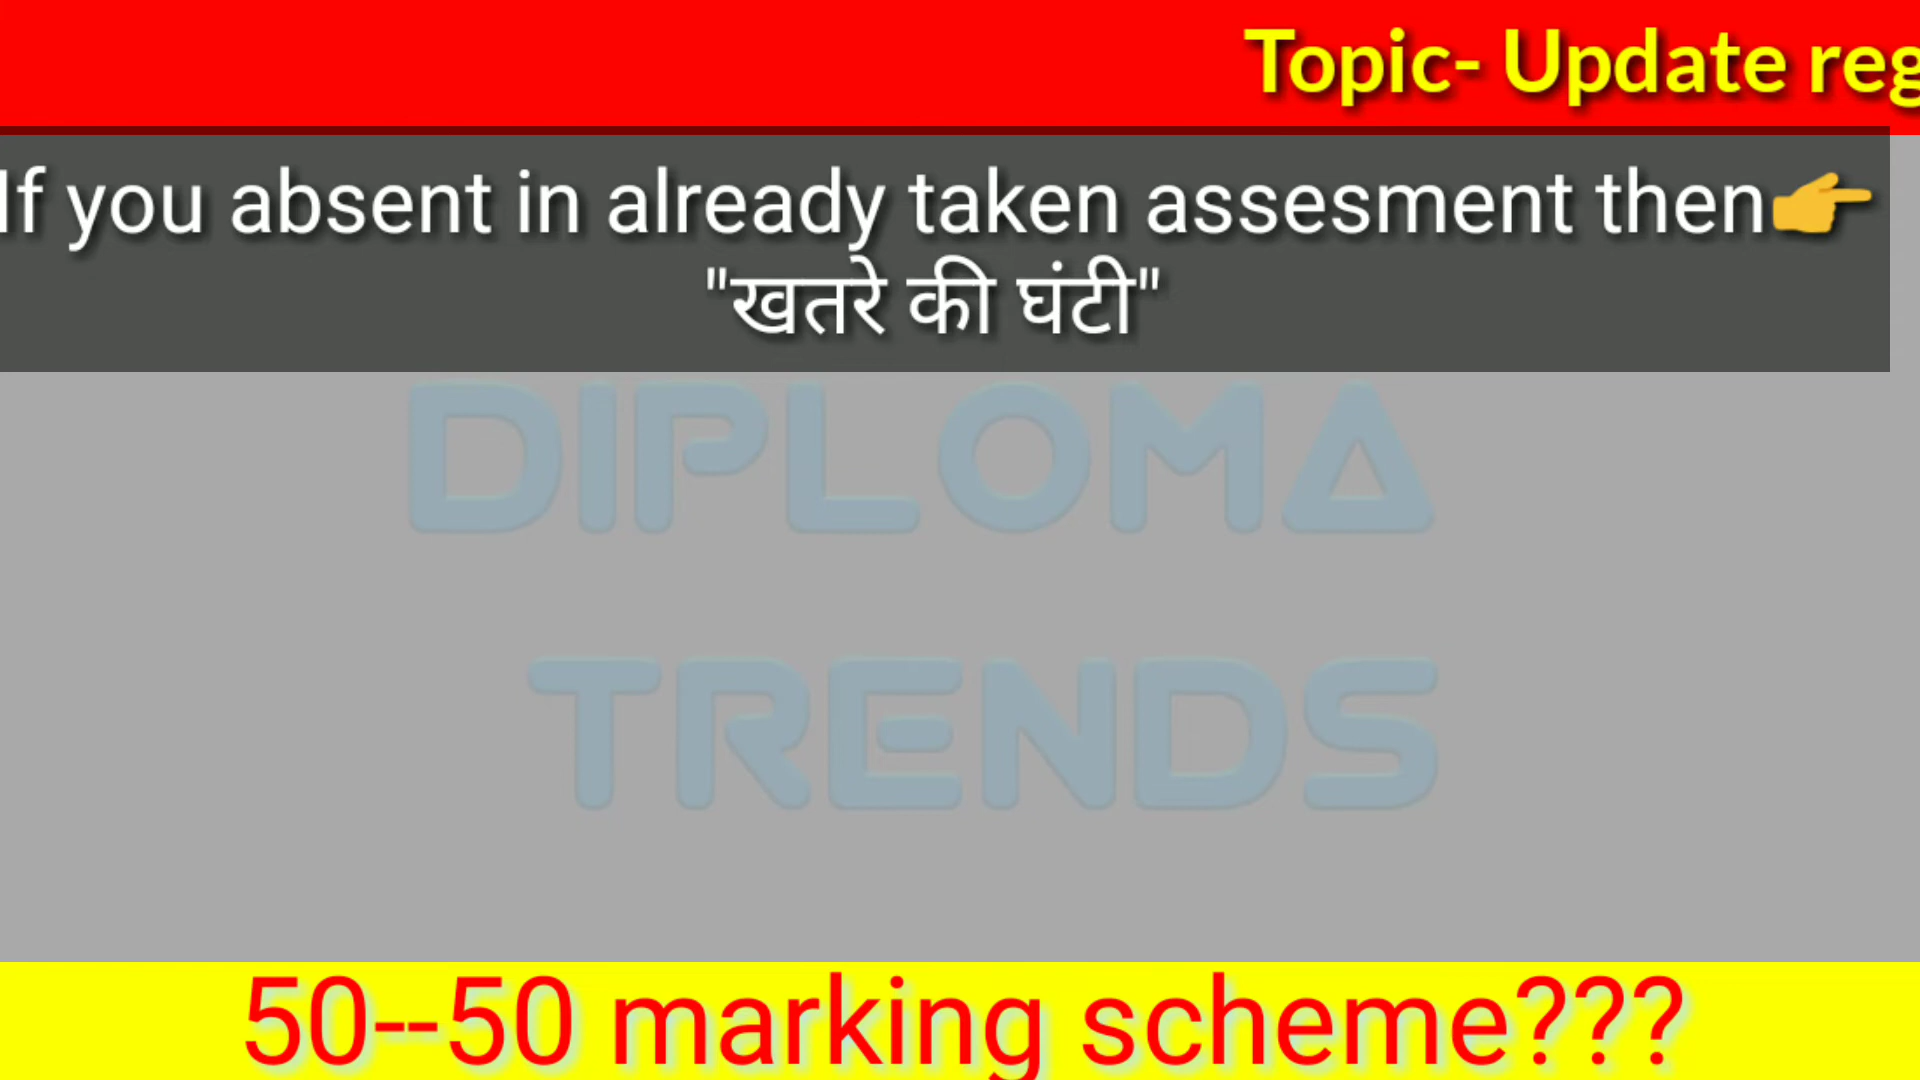 Topic- Update reg
If you absent in already taken assesment then👉
"खतरे की घंटी"
DIPLOMA
TRENDS
50--50 marking scheme???